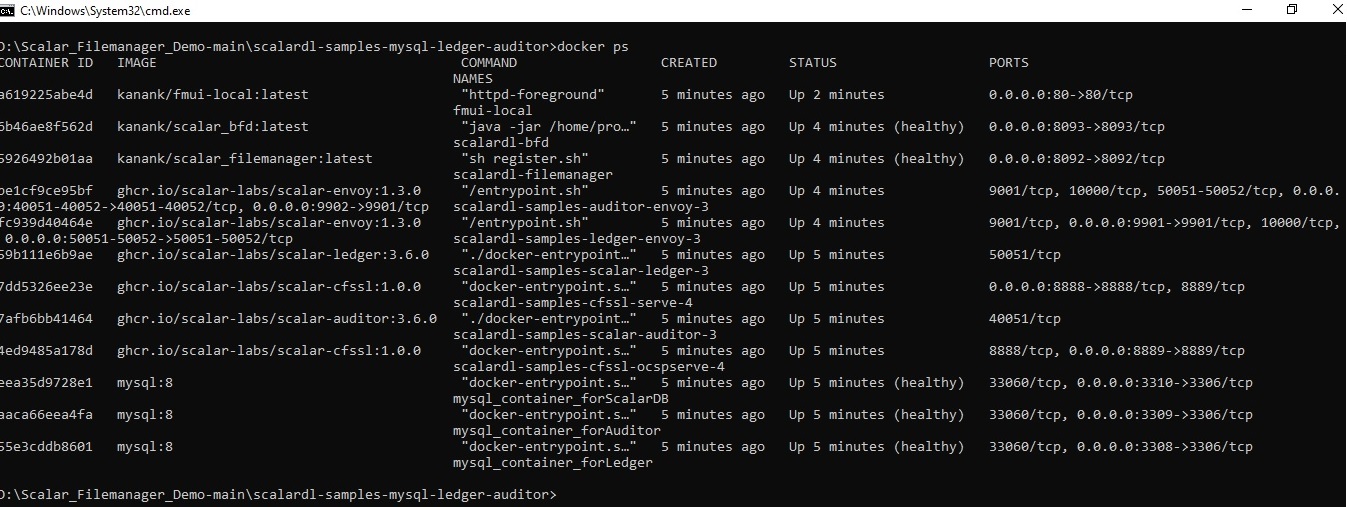 C:\Windows\System32\cmd.exe
D:\Scalar_Filemanager_Demo-main\scalardl-samples-mysql-ledger-auditor>docker ps
CONTAINER ID IMAGE COMMAND CREATED STATUS PORTS
NAMES
a619225abe4d kanank/fmui-local:latest "httpd-foreground" 5 minutes ago Up 2 minutes 0.0.0.0:80->80/tcp
fmui-local
6b46ae8f562d kanank/scalar_bfd:latest "java -jar /home/pro…" 5 minutes ago Up 4 minutes (healthy) 0.0.0.0:8093->8093/tcp
scalardl-bfd
5926492b01aa kanank/scalar_filemanager:latest "sh register.sh" 5 minutes ago Up 4 minutes (healthy) 0.0.0.0:8092->8092/tcp
scalardl-filemanager
be1cf9ce95bf ghcr.io/scalar-labs/scalar-envoy:1.3.0 "/entrypoint.sh" 5 minutes ago Up 4 minutes 9001/tcp, 10000/tcp, 50051-50052/tcp, 0.0.0.
0:40051-40052->40051-40052/tcp, 0.0.0.0:9902->9901/tcp scalardl-samples-auditor-envoy-3
fc939d40464e ghcr.io/scalar-labs/scalar-envoy:1.3.0 "/entrypoint.sh" 5 minutes ago Up 4 minutes 9001/tcp, 0.0.0.0:9901->9901/tcp, 10000/tcp,
0.0.0.0:50051-50052->50051-50052/tcp scalardl-samples-ledger-envoy-3
59b111e6b9ae ghcr.io/scalar-labs/scalar-ledger:3.6.0 "./docker-entrypoint…" 5 minutes ago Up 5 minutes 50051/tcp
scalardl-samples-scalar-ledger-3
7dd5326ee23e ghcr.io/scalar-labs/scalar-cfssl:1.0.0 "docker-entrypoint.s…" 5 minutes ago Up 5 minutes 0.0.0.0:8888->8888/tcp, 8889/tcp
scalardl-samples-cfssl-serve-4
7afb6bb41464 ghcr.io/scalar-labs/scalar-auditor:3.6.0 "./docker-entrypoint…" 5 minutes ago Up 5 minutes 40051/tcp
scalardl-samples-scalar-auditor-3
4ed9485a178d ghcr.io/scalar-labs/scalar-cfssl:1.0.0 "docker-entrypoint.s…" 5 minutes ago Up 5 minutes 8888/tcp, 0.0.0.0:8889->8889/tcp
scalardl-samples-cfssl-ocspserve-4
eea35d9728e1 mysql:8 "docker-entrypoint.s…" 5 minutes ago Up 5 minutes (healthy) 33060/tcp, 0.0.0.0:3310->3306/tcp
mysql_container_forScalarDB
aaca66eea4fa mysql:8 "docker-entrypoint.s…" 5 minutes ago Up 5 minutes (healthy) 33060/tcp, 0.0.0.0:3309->3306/tcp
mysql_container_forAuditor
55e3cddb8601 mysql:8 "docker-entrypoint.s…" 5 minutes ago Up 5 minutes (healthy) 33060/tcp, 0.0.0.0:3308->3306/tcp
mysql_container_forLedger
D:\Scalar_Filemanager_Demo-main\scalardl-samples-mysql-ledger-auditor>